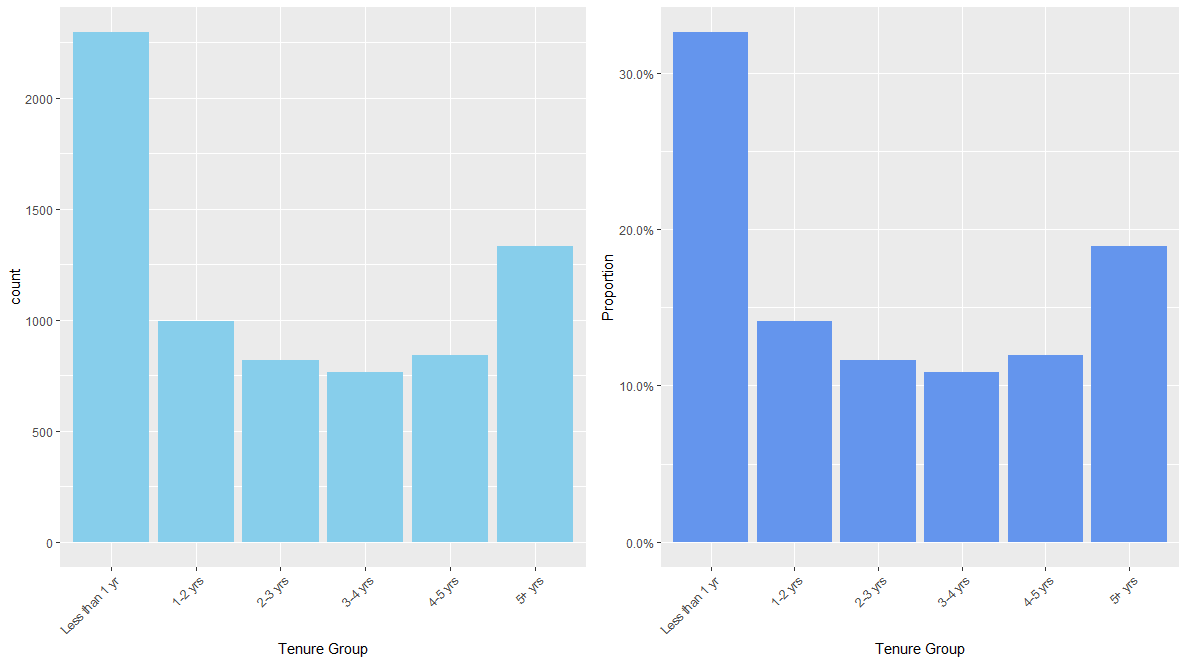 2000
1500
1000
500
0
count
Less than 1 yr
1-2 yrs
2-3 yrs
3-4 yrs
4-5 yrs
5+ yrs
Tenure Group
30.0%
20.0%
10.0%
0.0%
Proportion
Less than 1 yr
1-2 yrs
2-3 yrs
3-4 yrs
4-5 yrs
5+ yrs
Tenure Group